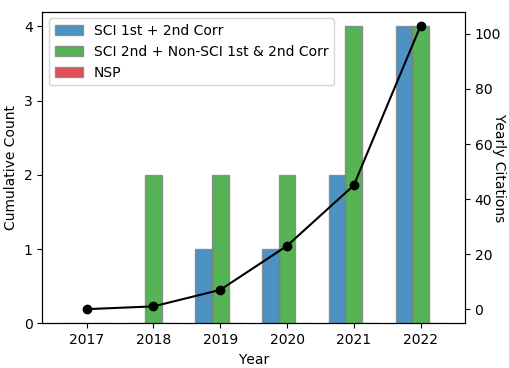 SCI 1st + 2nd Corr
SCI 2nd + Non-SCI 1st & 2nd Corr
NSP
Cumulative Count
4
3
2
1
0
Yearly Citations
100
80
60
40
20
0
2017 2018 2019 2020 2021 2022
Year